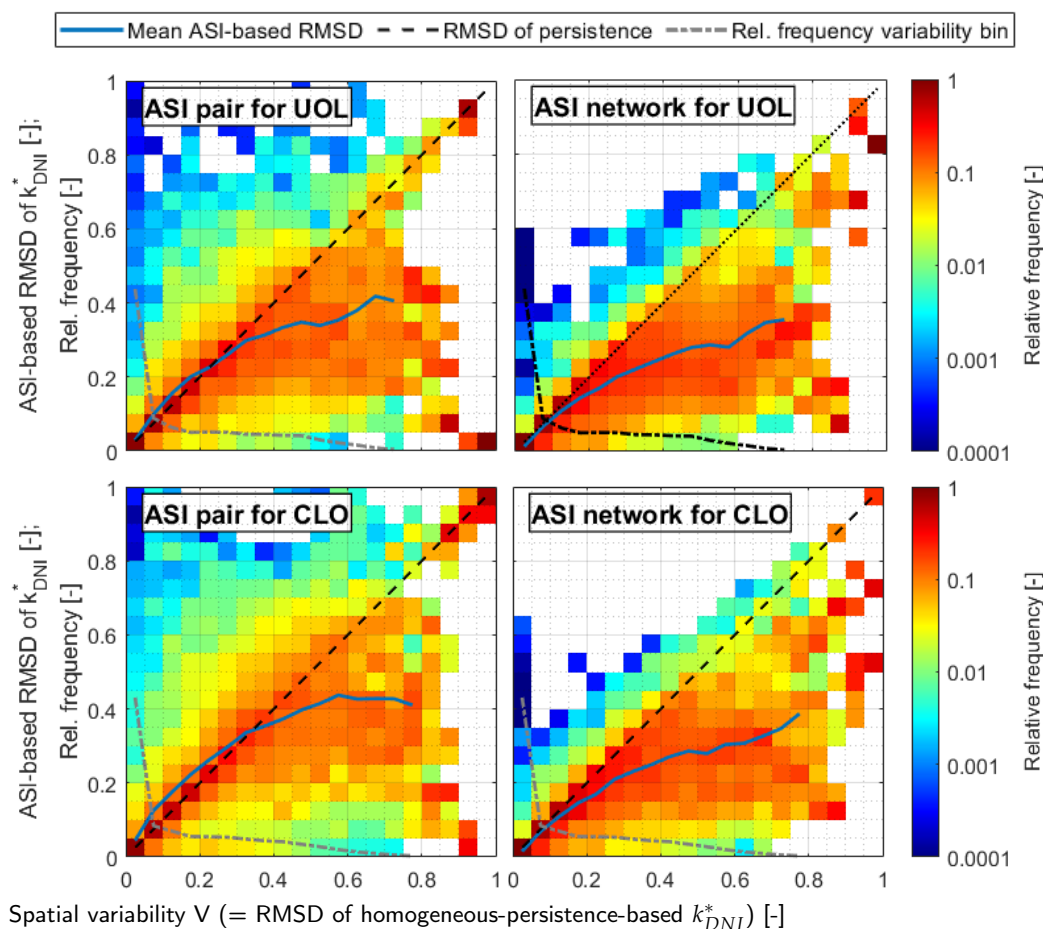 Mean ASI-based RMSD RMSD of persistence Rel. frequency variability bin
ASI pair for UOL
ASI network for UOL
ASI-based RMSD of k*DNI [-];
Rel. frequency [-]
1
0.8
0.6
0.4
0.2
0
1
0.1
0.01
0.001
0.0001
Relative frequency [-]
ASI pair for CLO
ASI network for CLO
ASI-based RMSD of k*DNI [-];
Rel. frequency [-]
1
0.8
0.6
0.4
0.2
0
0 0.2 0.4 0.6 0.8 0 0.2 0.4 0.6 0.8 1
1
0.1
0.01
0.001
0.0001
Relative frequency [-]
Spatial variability V (= RMSD of homogeneous-persistence-based k*DNI) [-]